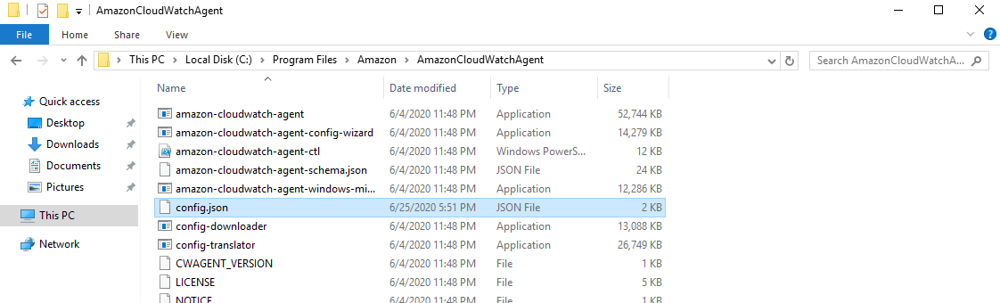 AmazonCloudWatchAgent
File Home Share View
This PC Local Disk (C:) Program Files Amazon AmazonCloudWatchAgent Search AmazonCloudWatchA...
Name Date modified Type Size
Quick access
Desktop
Downloads
Documents
Pictures
This PC
Network
amazon-cloudwatch-agent 6/4/2020 11:48 PM Application 52,744 KB
amazon-cloudwatch-agent-config-wizard 6/4/2020 11:48 PM Application 14,279 KB
amazon-cloudwatch-agent-ctl 6/4/2020 11:48 PM Windows PowerS... 12 KB
amazon-cloudwatch-agent-schema.json 6/4/2020 11:48 PM JSON File 24 KB
amazon-cloudwatch-agent-windows-mi... 6/4/2020 11:48 PM Application 12,286 KB
config.json 6/25/2020 5:51 PM JSON File 2 KB
config-downloader 6/4/2020 11:48 PM Application 13,088 KB
config-translator 6/4/2020 11:48 PM Application 26,749 KB
CWAGENT_VERSION 6/4/2020 11:48 PM File 1 KB
LICENSE 6/4/2020 11:48 PM File 5 KB
NOTICE 6/4/2020 11:48 PM File 1 KB